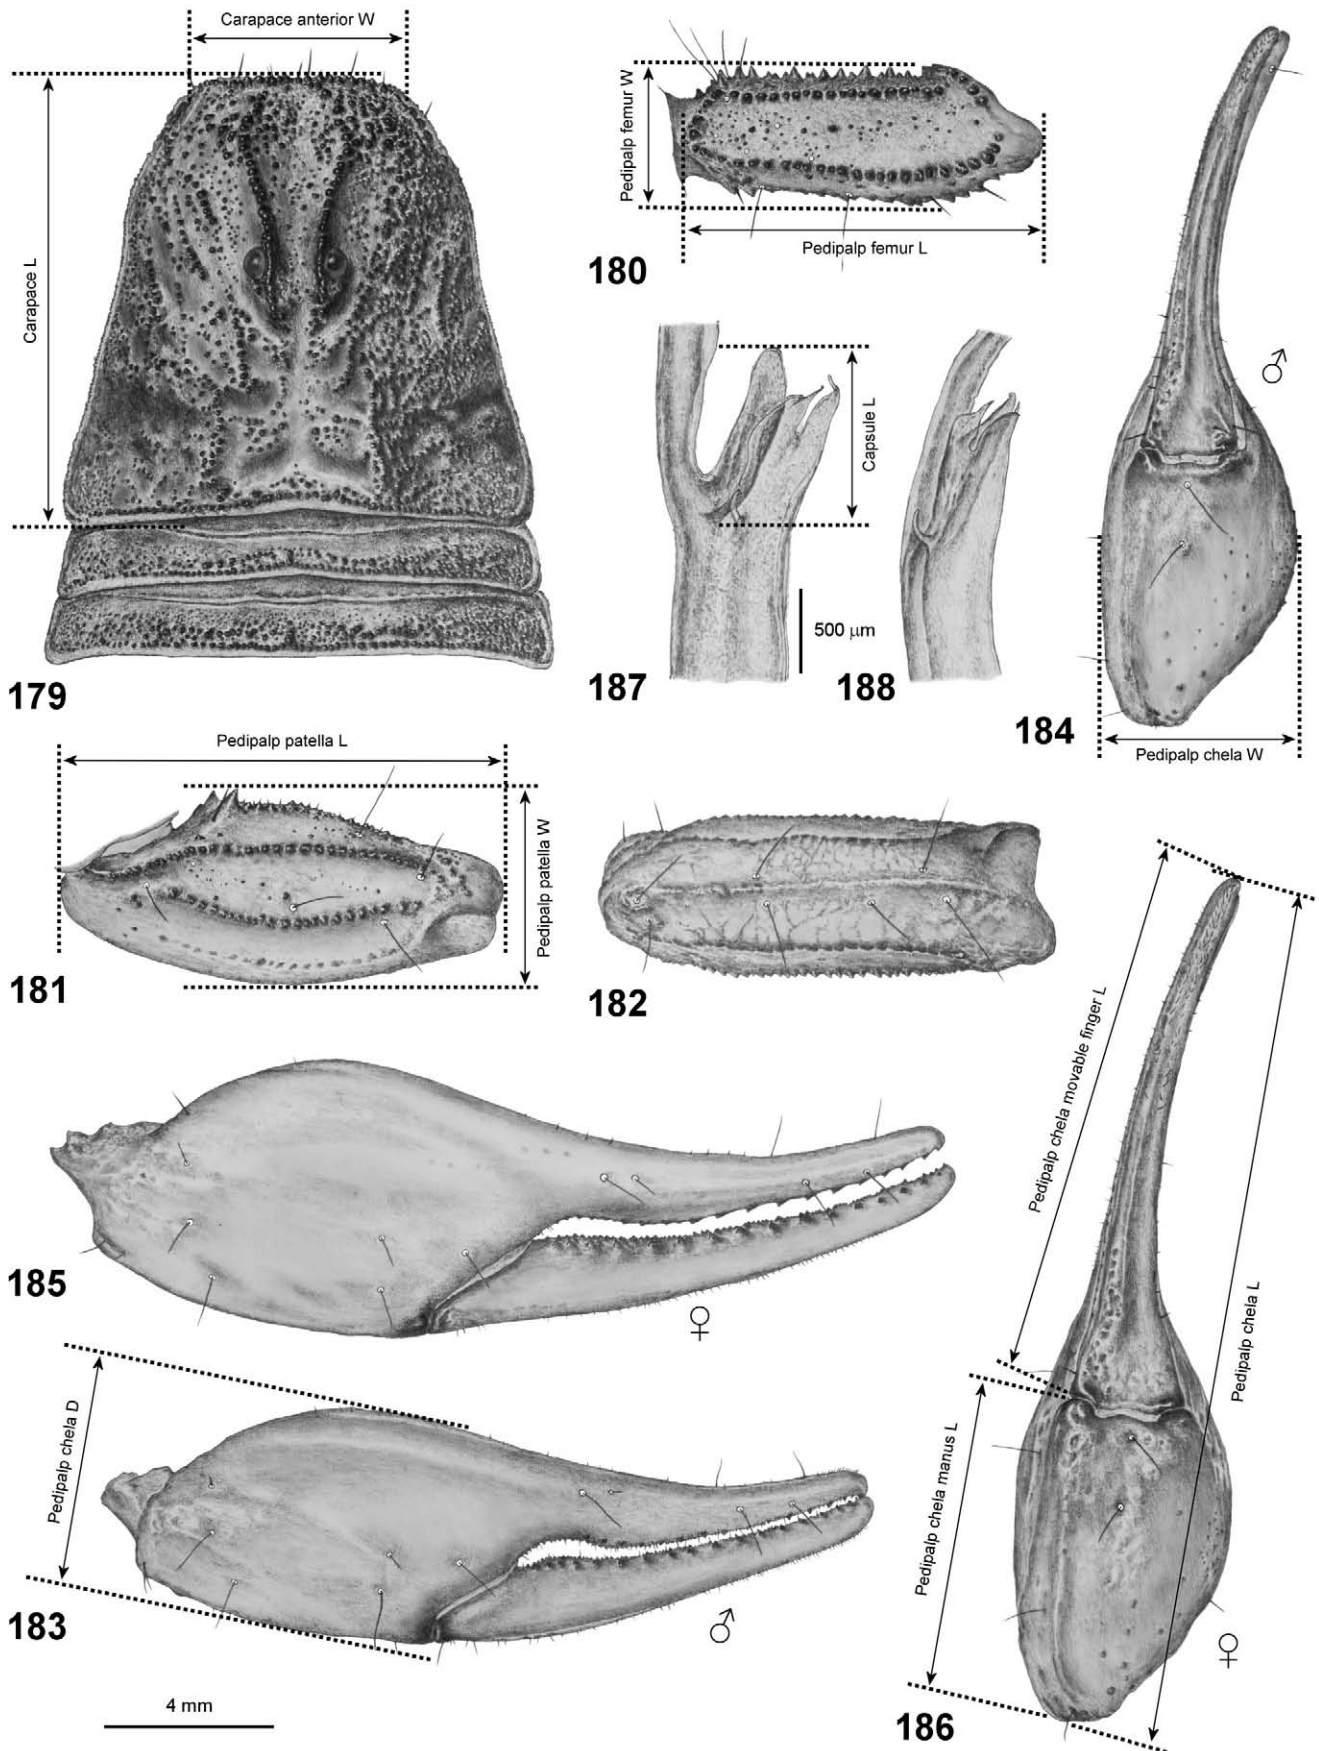 Carapace anterior W
Carapace L
179
Pedipalp femur W
Pedipalp femur L
180
Capsule L
500 μm
187
188
♂
184
Pedipalp chela W
Pedipalp patella L
Pedipalp patella W
181
182
185
♀
Pedipalp chela D
183
♂
4 mm
Pedipalp chela movable finger L
Pedipalp chela L
Pedipalp chela manus L
♀
186